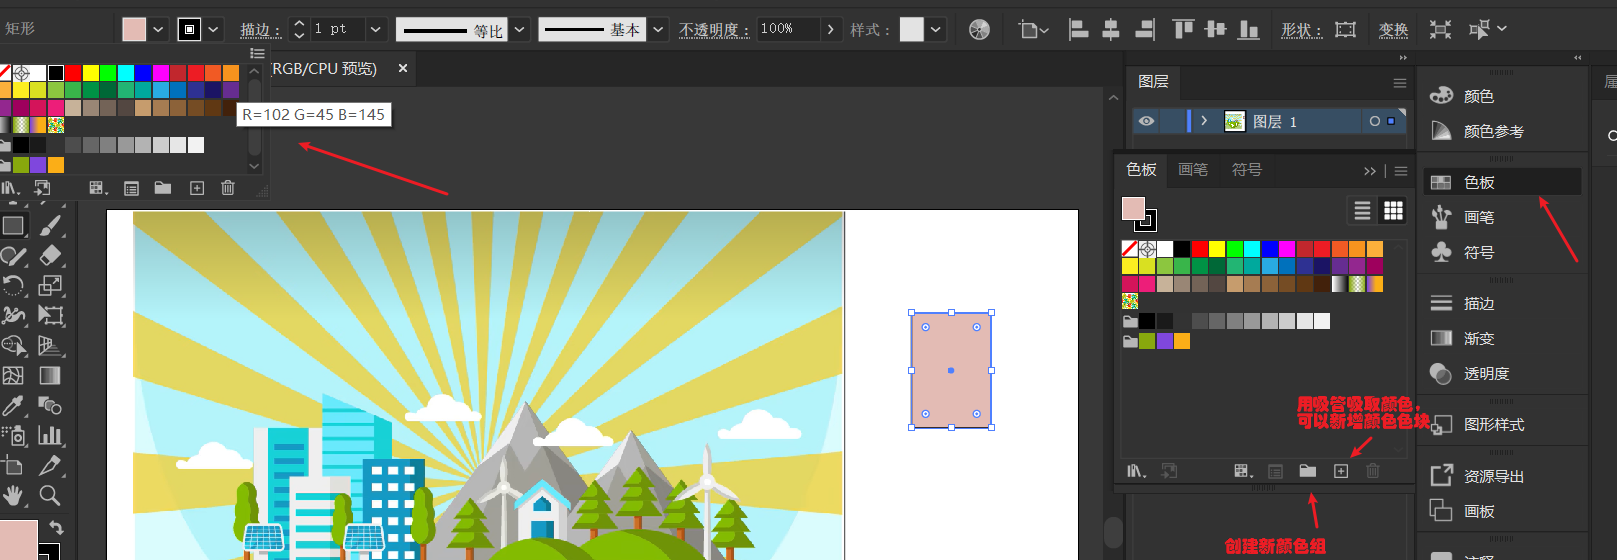 矩形
描边：
1 pt
等比
基本
不透明度：
100%
样式：
形状：
变换
(RGB/CPU 预览)
×
R=102 G=45 B=145
图层
图层 1
色板
画笔
符号
颜色
颜色参考
色板
画笔
符号
描边
渐变
透明度
图形样式
资源导出
画板
用吸管吸取颜色，
可以新增颜色色块
创建新颜色组